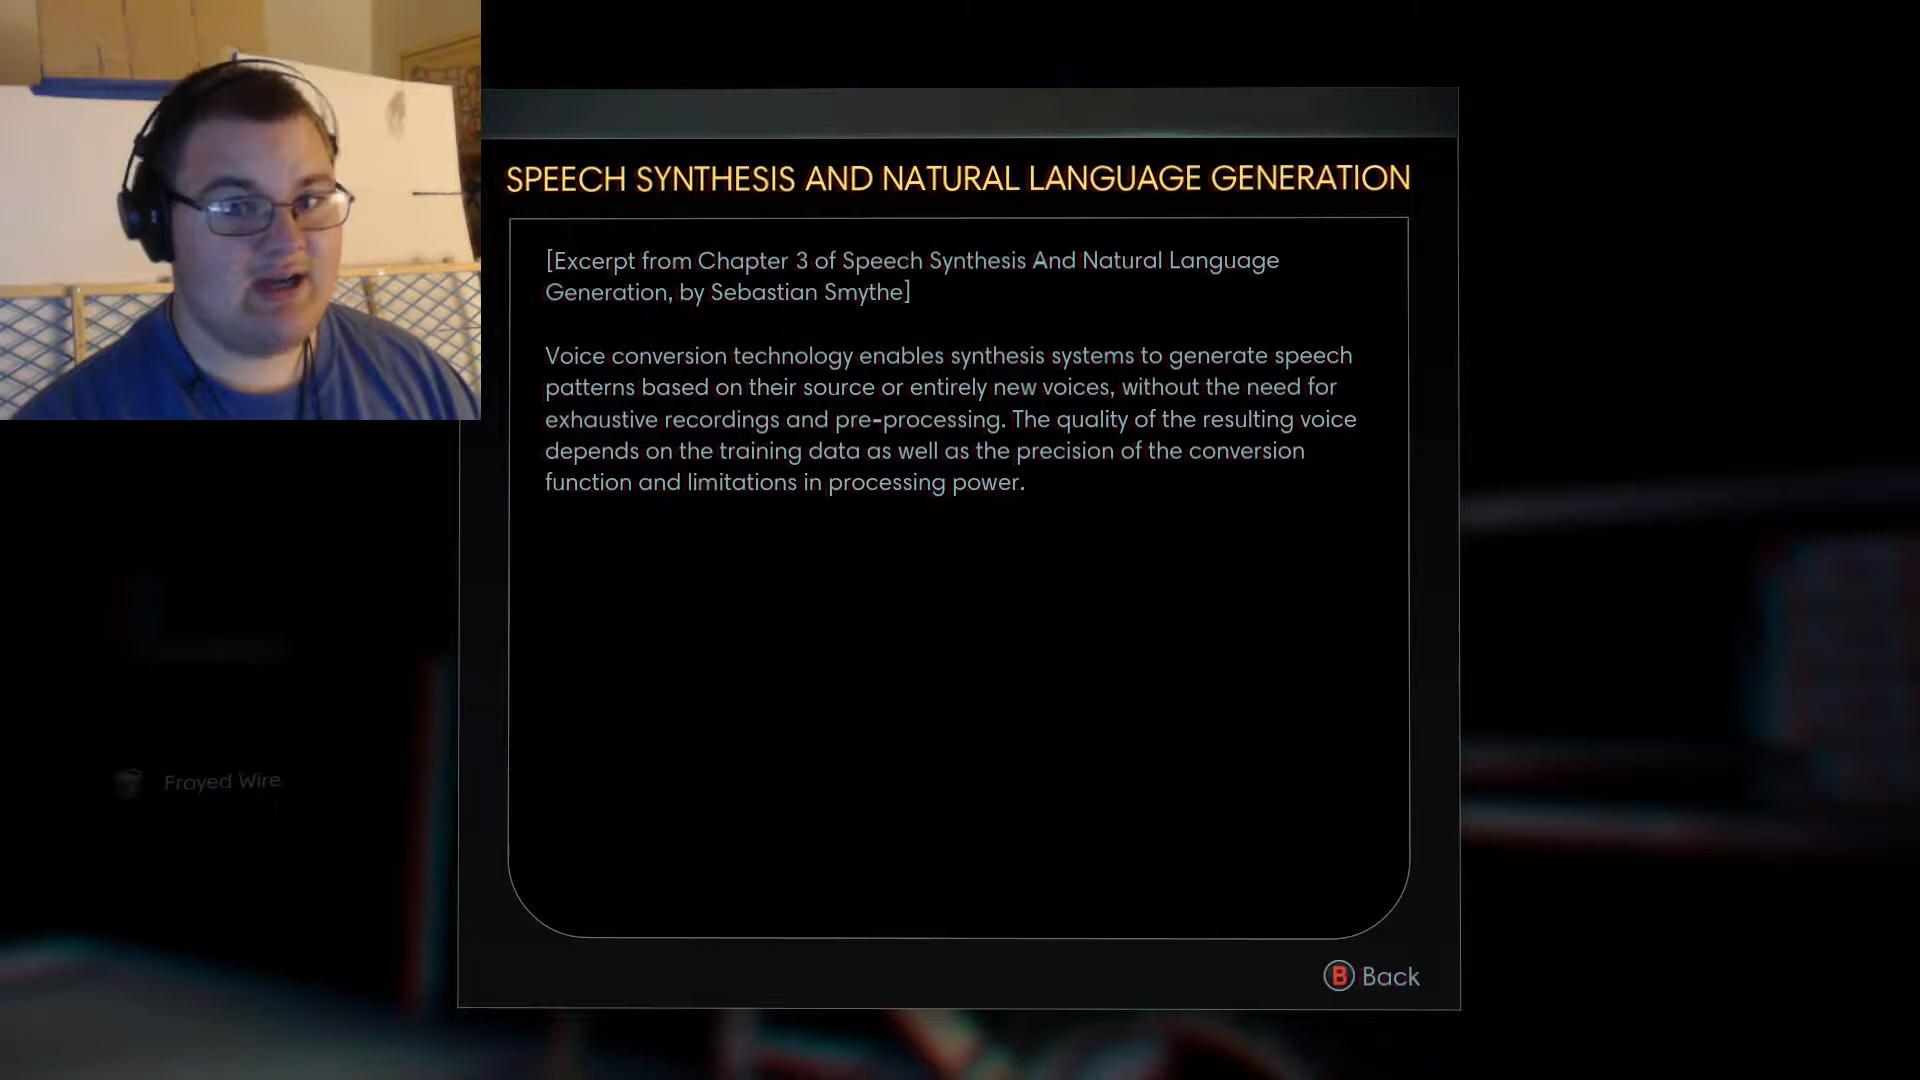 SPEECH SYNTHESIS AND NATURAL LANGUAGE GENERATION
[Excerpt from Chapter 3 of Speech Synthesis And Natural Language
Generation, by Sebastian Smythe]
Voice conversion technology enables synthesis systems to generate speech
patterns based on their source or entirely new voices, without the need for
exhaustive recordings and pre-processing. The quality of the resulting voice
depends on the training data as well as the precision of the conversion
function and limitations in processing power.
Frayed Wire
B Back